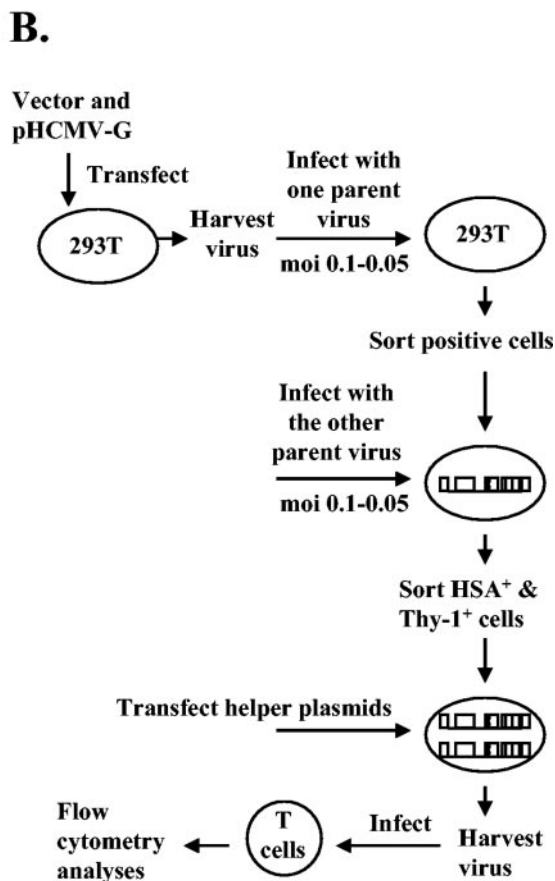 B.
Vector and
pHCMV-G
Transfect
293T
Harvest
virus
Infect with
one parent
virus
moi 0.1-0.05
293T
Sort positive cells
Infect with
the other
parent virus
moi 0.1-0.05
Sort HSA⁺ &
Thy-1⁺ cells
Transfect helper plasmids
Harvest
virus
Infect
T
cells
Flow
cytometry
analyses